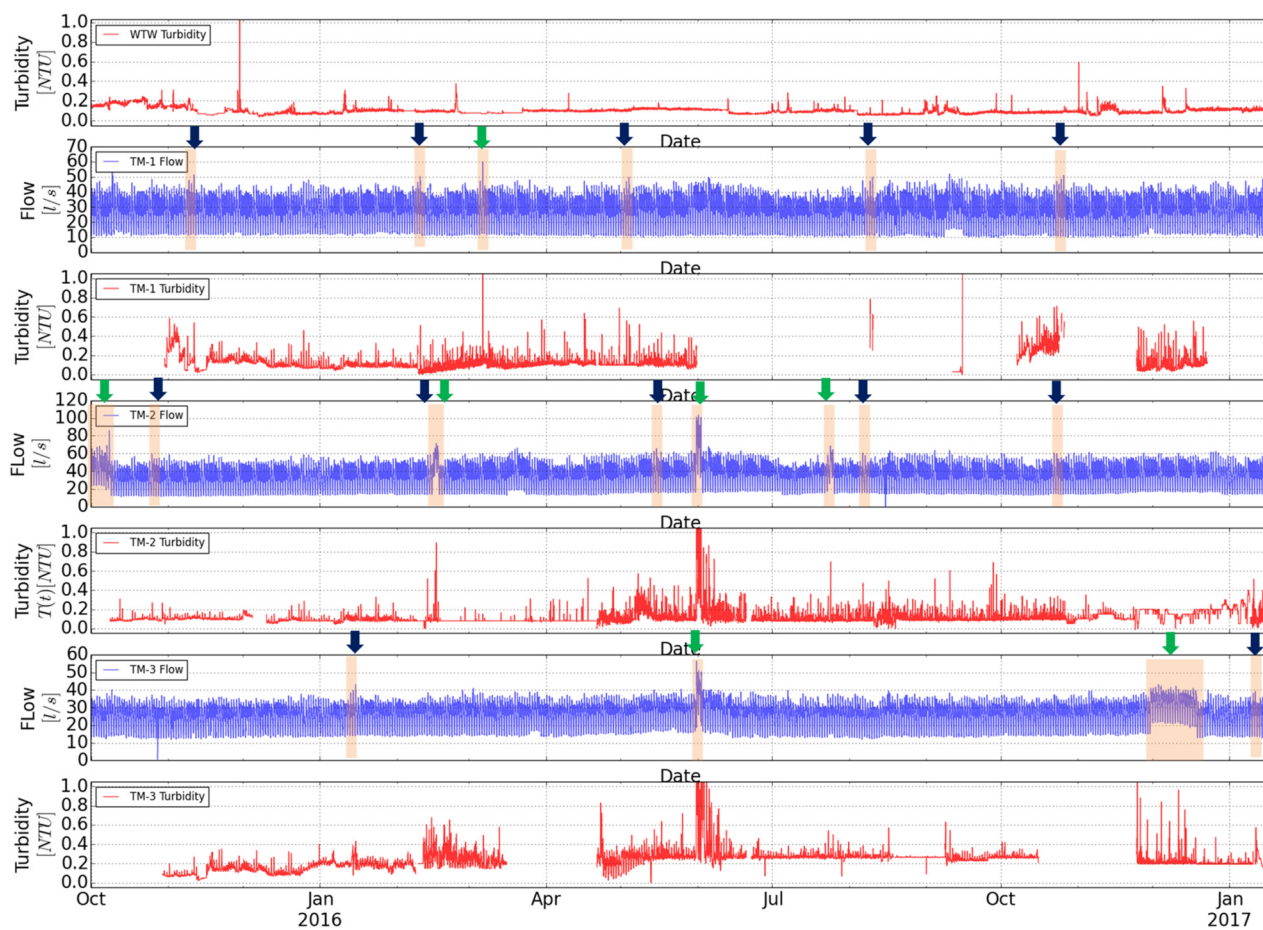 Turbidity
[NTU]
1.0
0.8
0.6
0.4
0.2
0.0
WTW Turbidity
Date
Flow
[l/s]
70
60
50
40
30
20
10
0
TM-1 Flow
Date
Turbidity
[NTU]
1.0
0.8
0.6
0.4
0.2
0.0
TM-1 Turbidity
Date
FLow
[l/s]
120
100
80
60
40
20
0
TM-2 Flow
Date
Turbidity
T(t)[NTU]
1.0
0.8
0.6
0.4
0.2
0.0
TM-2 Turbidity
Date
FLow
[l/s]
60
50
40
30
20
10
0
TM-3 Flow
Date
Turbidity
[NTU]
1.0
0.8
0.6
0.4
0.2
0.0
TM-3 Turbidity
Oct Jan Apr Jul Oct Jan
2016 2017